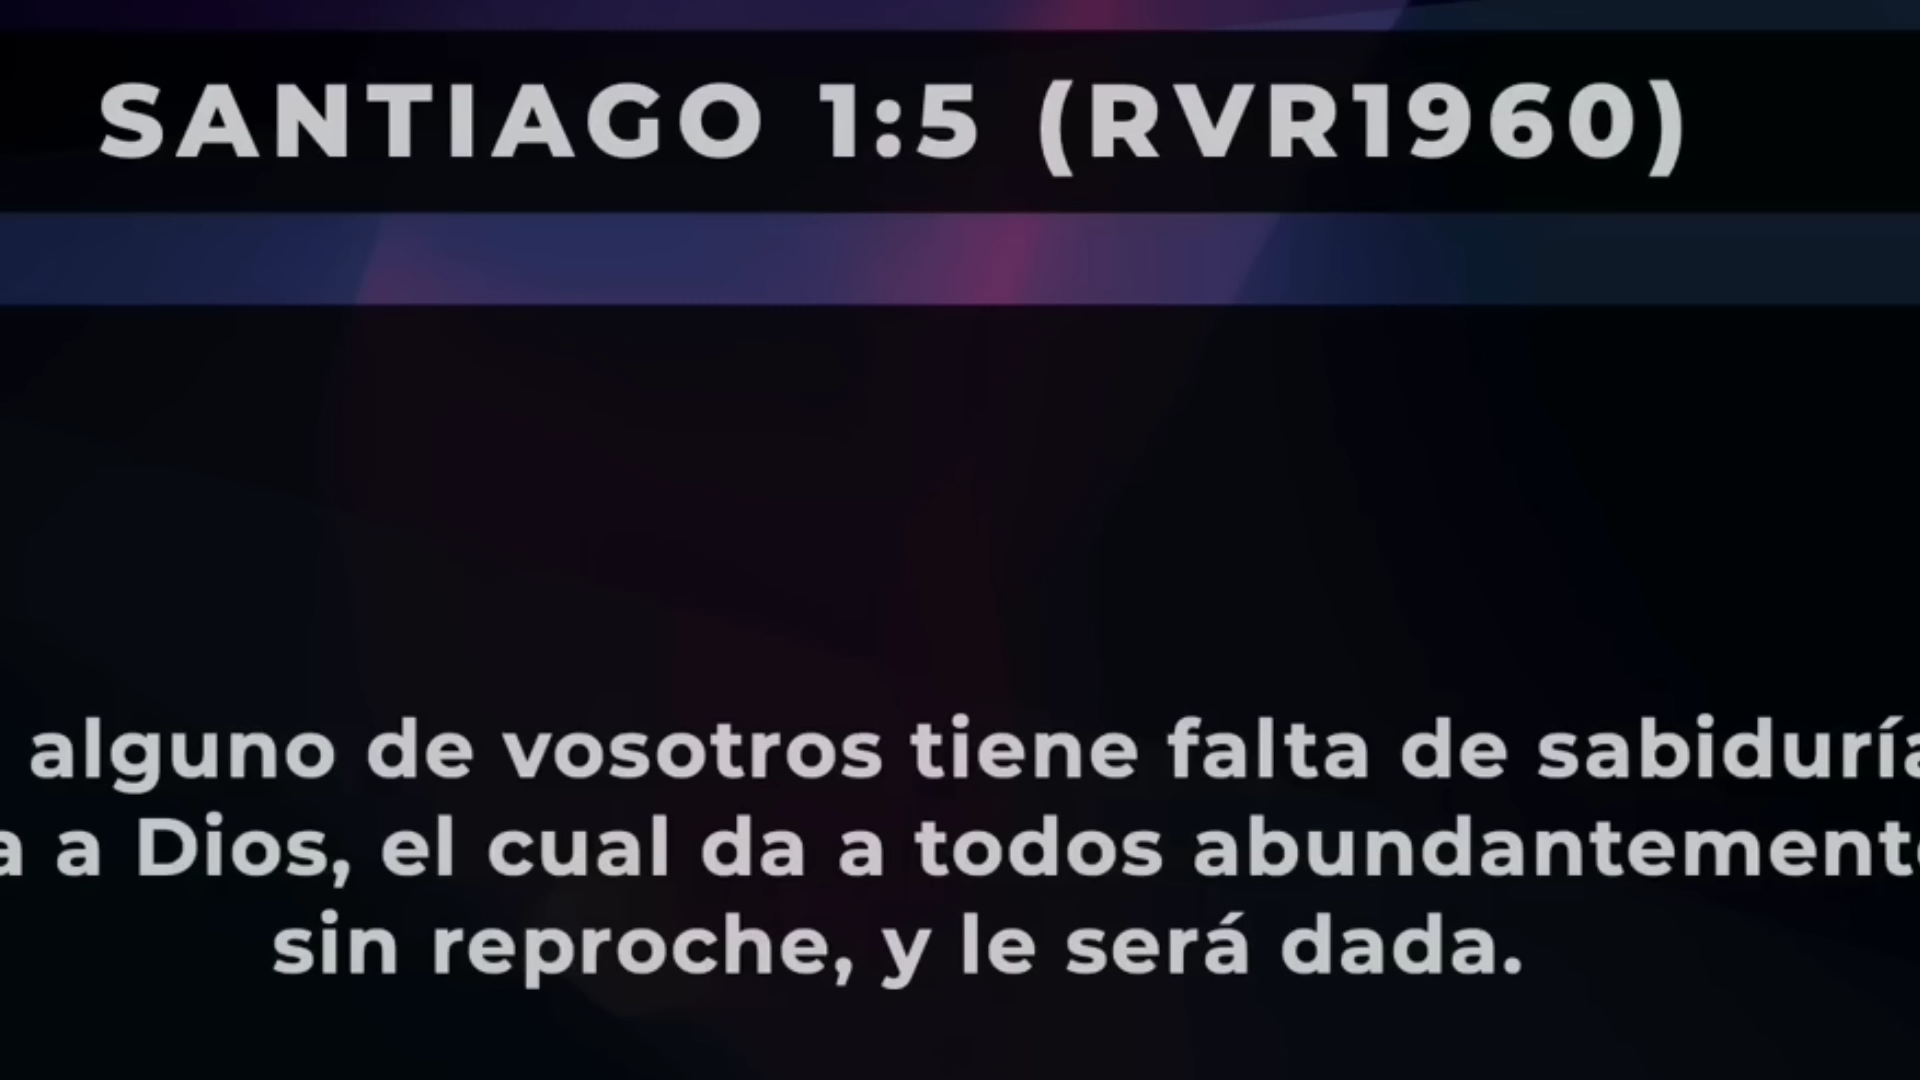 SANTIAGO 1:5 (RVR1960)
alguno de vosotros tiene falta de sabiduría
a a Dios, el cual da a todos abundantemente
sin reproche, y le será dada.